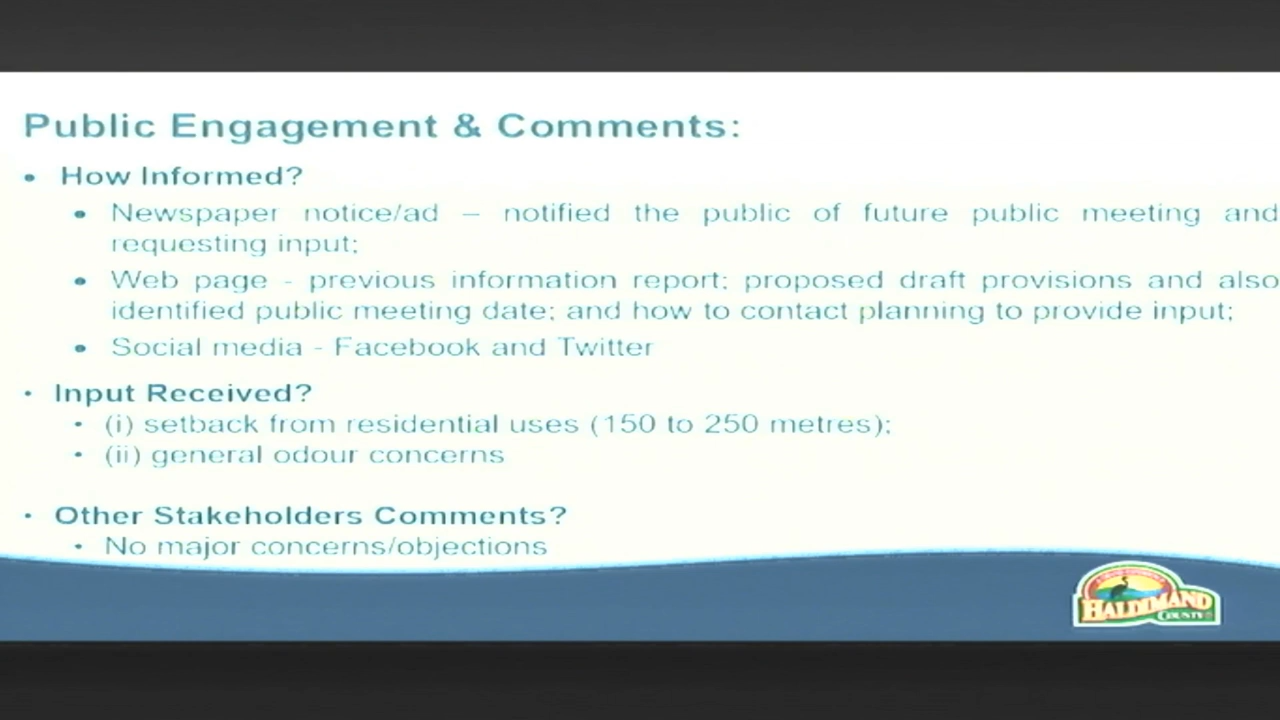 Public Engagement & Comments:
• How Informed?
• Newspaper notice/ad – notified the public of future public meeting and
requesting input;
• Web page - previous information report; proposed draft provisions and also
identified public meeting date; and how to contact planning to provide input;
• Social media - Facebook and Twitter
• Input Received?
• (i) setback from residential uses (150 to 250 metres);
• (ii) general odour concerns
• Other Stakeholders Comments?
• No major concerns/objections
HALDIMAND
COUNTY